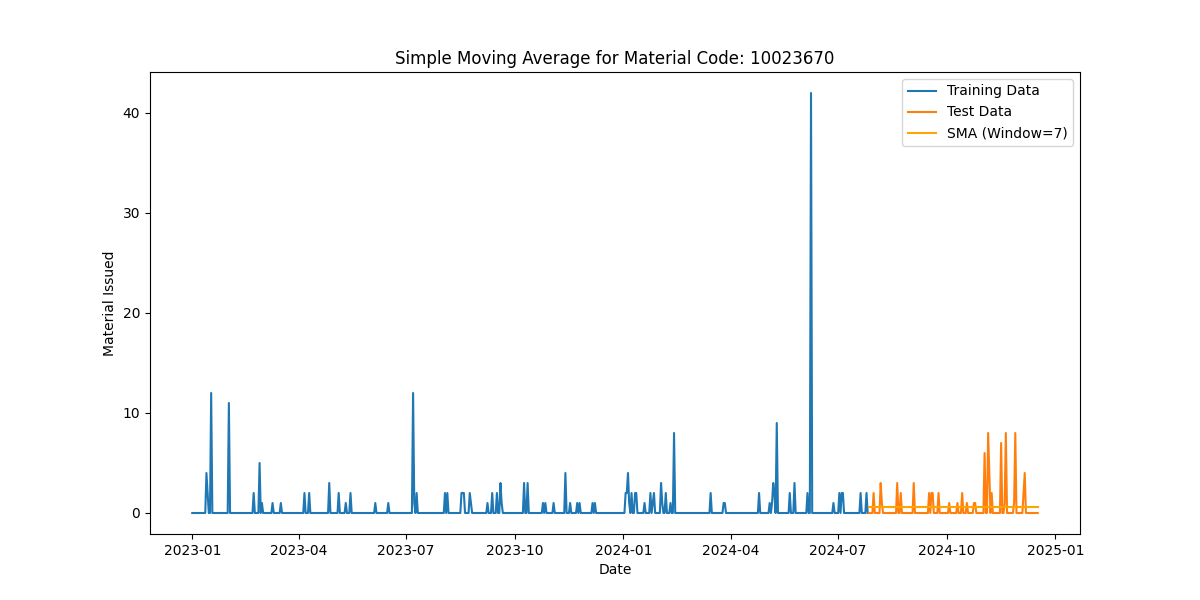 Simple Moving Average for Material Code: 10023670
Training Data
Test Data
SMA (Window=7)
Material Issued
40
30
20
10
0
2023-01 2023-04 2023-07 2023-10 2024-01 2024-04 2024-07 2024-10 2025-01
Date